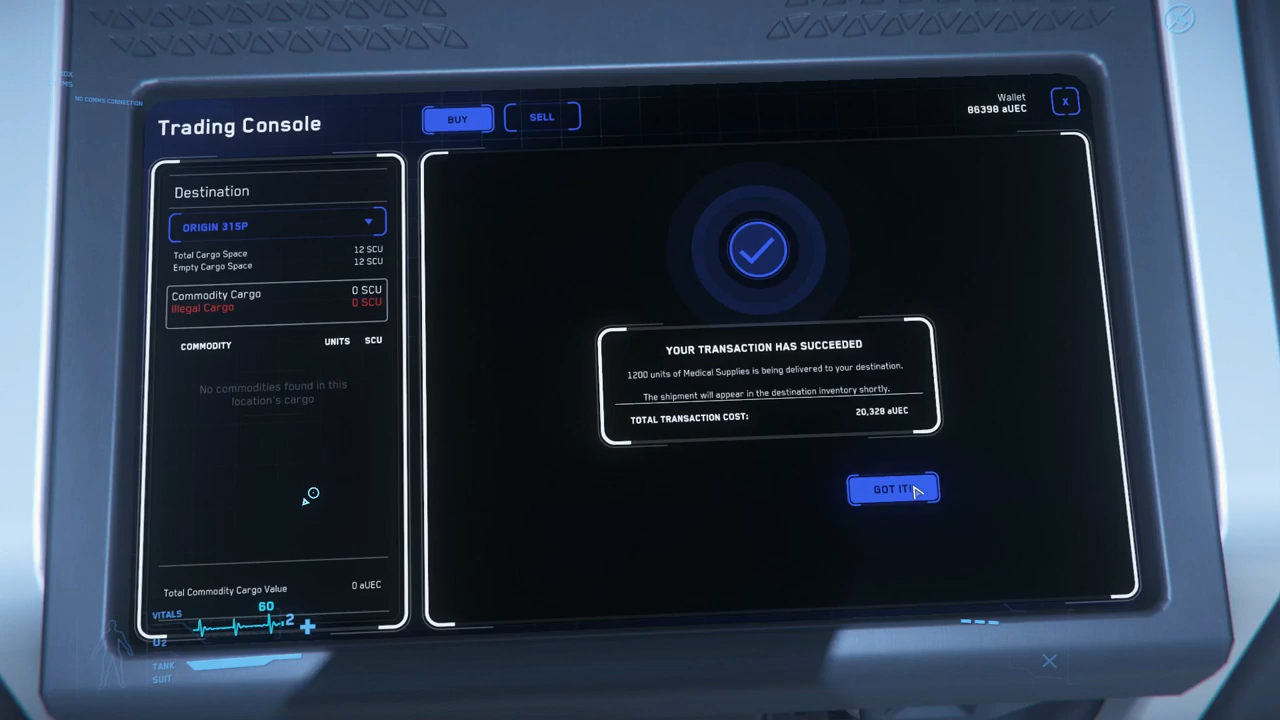 NO COMMS CONNECTION
Trading Console
BUY
SELL
Wallet
86398 aUEC
X
Destination
ORIGIN 315P
Total Cargo Space 12 SCU
Empty Cargo Space 12 SCU
Commodity Cargo 0 SCU
Illegal Cargo 0 SCU
COMMODITY UNITS SCU
No commodities found in this
location's cargo
Total Commodity Cargo Value 0 aUEC
YOUR TRANSACTION HAS SUCCEEDED
1200 units of Medical Supplies is being delivered to your destination.
The shipment will appear in the destination inventory shortly.
TOTAL TRANSACTION COST: 20,328 aUEC
GOT IT!
VITALS
60
O2
TANK
SUIT